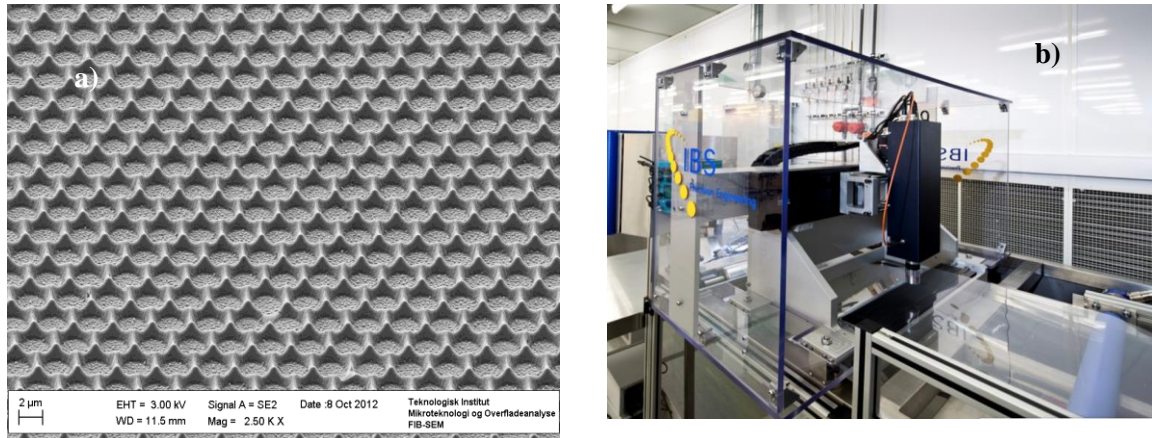 a)
2 µm
EHT = 3.00 kV
Signal A = SE2
Date :8 Oct 2012
WD = 11.5 mm
Mag = 2.50 K X
Teknologisk Institut
Mikroteknologi og Overfladeanalyse
FIB-SEM
b)
IBS
Engineering
IBS